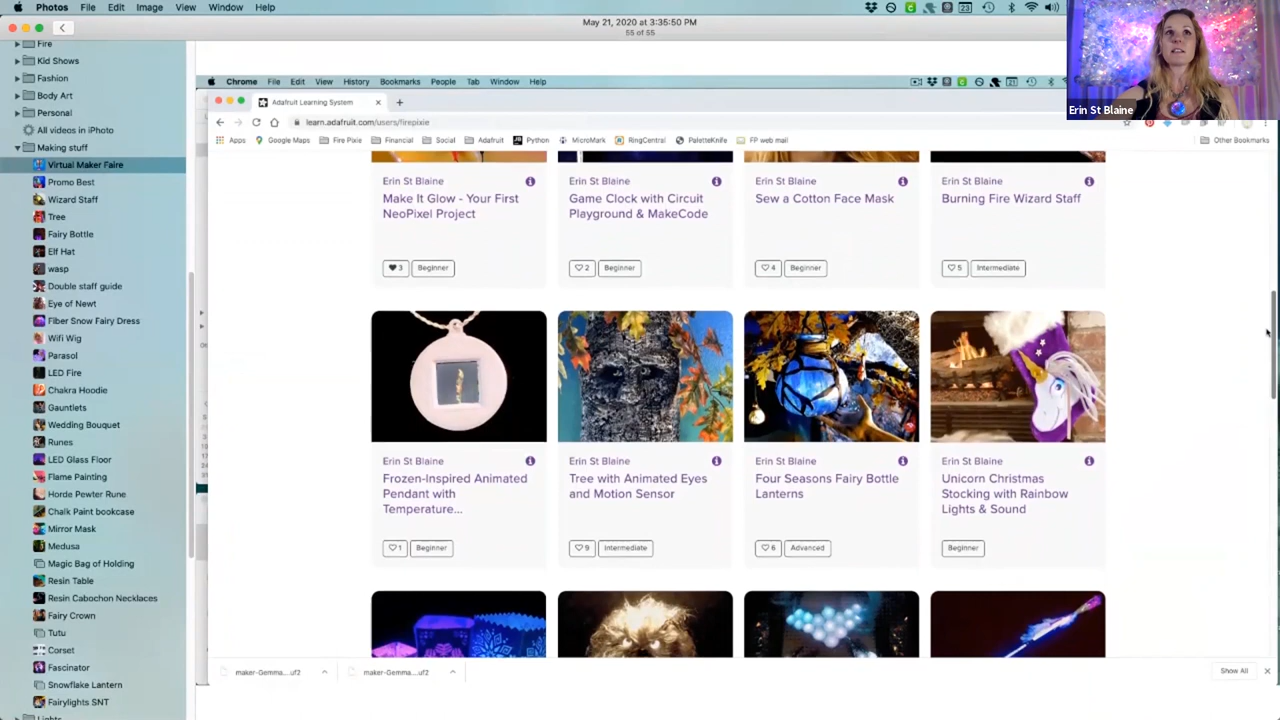 Photos File Edit Image View Window Help
May 21, 2020 at 3:35:50 PM
55 of 55
Erin St Blaine
Fire
Kid Shows
Fashion
Body Art
Personal
All videos in iPhoto
Making stuff
Virtual Maker Faire
Promo Best
Wizard Staff
Tree
Fairy Bottle
Elf Hat
wasp
Double staff guide
Eye of Newt
Fiber Snow Fairy Dress
Wifi Wig
Parasol
LED Fire
Chakra Hoodie
Gauntlets
Wedding Bouquet
Runes
LED Glass Floor
Flame Painting
Horde Pewter Rune
Chalk Paint bookcase
Mirror Mask
Medusa
Magic Bag of Holding
Resin Table
Resin Cabochon Necklaces
Fairy Crown
Tutu
Corset
Fascinator
Snowflake Lantern
Fairylights SNT
Lights
Chrome File Edit View History Bookmarks People Tab Window Help
Adafruit Learning System
learn.adafruit.com/users/firepixie
Apps Google Maps Fire Pixie Financial Social Adafruit Python MicroMark RingCentral PaletteKnife FP web mail Other Bookmarks
Erin St Blaine
Make It Glow - Your First
NeoPixel Project
3 Beginner
Erin St Blaine
Game Clock with Circuit
Playground & MakeCode
2 Beginner
Erin St Blaine
Sew a Cotton Face Mask
4 Beginner
Erin St Blaine
Burning Fire Wizard Staff
5 Intermediate
Erin St Blaine
Frozen-Inspired Animated
Pendant with
Temperature...
1 Beginner
Erin St Blaine
Tree with Animated Eyes
and Motion Sensor
9 Intermediate
Erin St Blaine
Four Seasons Fairy Bottle
Lanterns
6 Advanced
Erin St Blaine
Unicorn Christmas
Stocking with Rainbow
Lights & Sound
Beginner
maker-Gemma....uf2 maker-Gemma....uf2 Show All